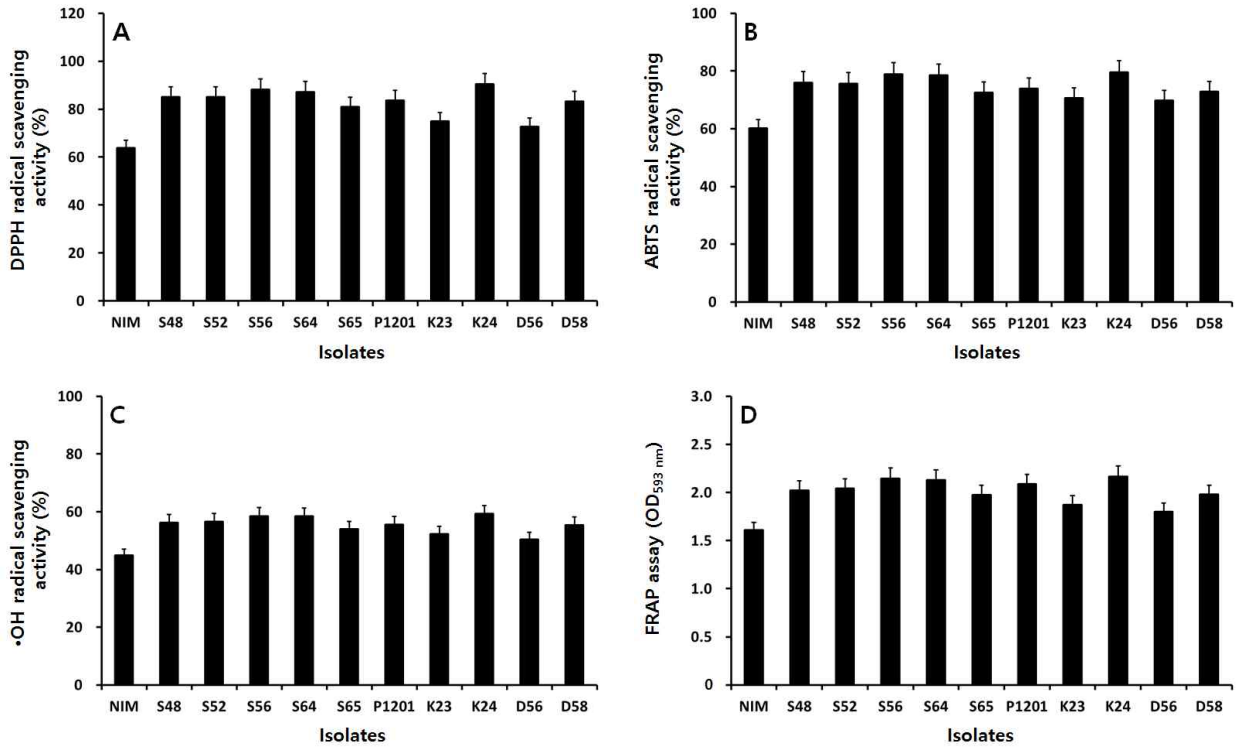 A
DPPH radical scavenging
activity (%)
120
100
80
60
40
20
0
NIM S48 S52 S56 S64 S65 P1201 K23 K24 D56 D58
Isolates
B
ABTS radical scavenging
activity (%)
100
80
60
40
20
0
NIM S48 S52 S56 S64 S65 P1201 K23 K24 D56 D58
Isolates
C
•OH radical scavenging
activity (%)
100
80
60
40
20
0
NIM S48 S52 S56 S64 S65 P1201 K23 K24 D56 D58
Isolates
D
FRAP assay (OD593 nm)
3.0
2.5
2.0
1.5
1.0
0.5
0
NIM S48 S52 S56 S64 S65 P1201 K23 K24 D56 D58
Isolates